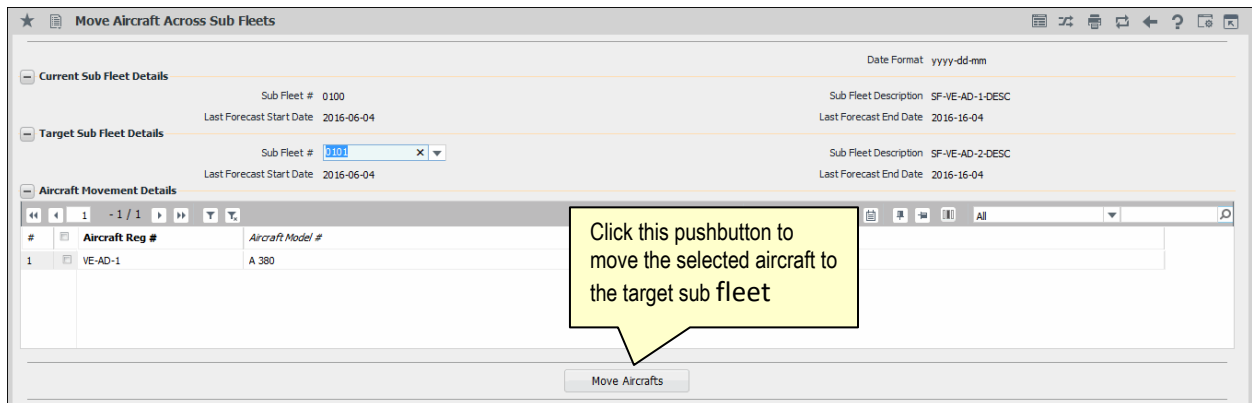 Move Aircraft Across Sub Fleets
Date Format yyyy-dd-mm
Current Sub Fleet Details
Sub Fleet # 0100 Sub Fleet Description SF-VE-AD-1-DESC
Last Forecast Start Date 2016-06-04 Last Forecast End Date 2016-16-04
Target Sub Fleet Details
Sub Fleet # 0101 Sub Fleet Description SF-VE-AD-2-DESC
Last Forecast Start Date 2016-06-04 Last Forecast End Date 2016-16-04
Aircraft Movement Details
1 - 1 / 1 All
# Aircraft Reg # Aircraft Model #
1 VE-AD-1 A 380
Click this pushbutton to
move the selected aircraft to
the target sub fleet
Move Aircrafts